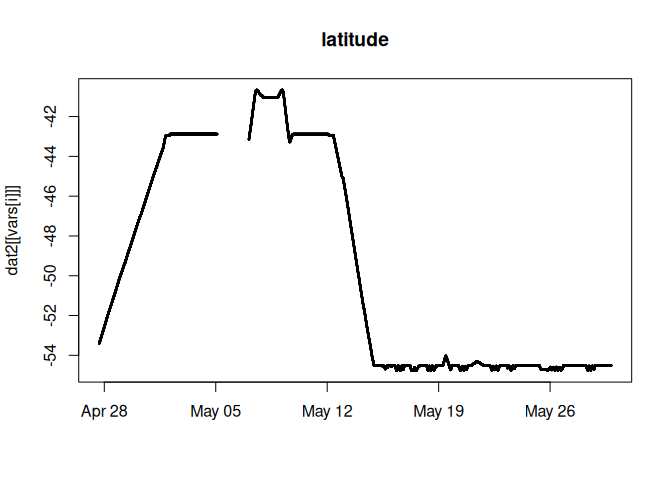 latitude
dat2[[vars[i]]]
-42
-44
-46
-48
-50
-52
-54
Apr 28
May 05
May 12
May 19
May 26